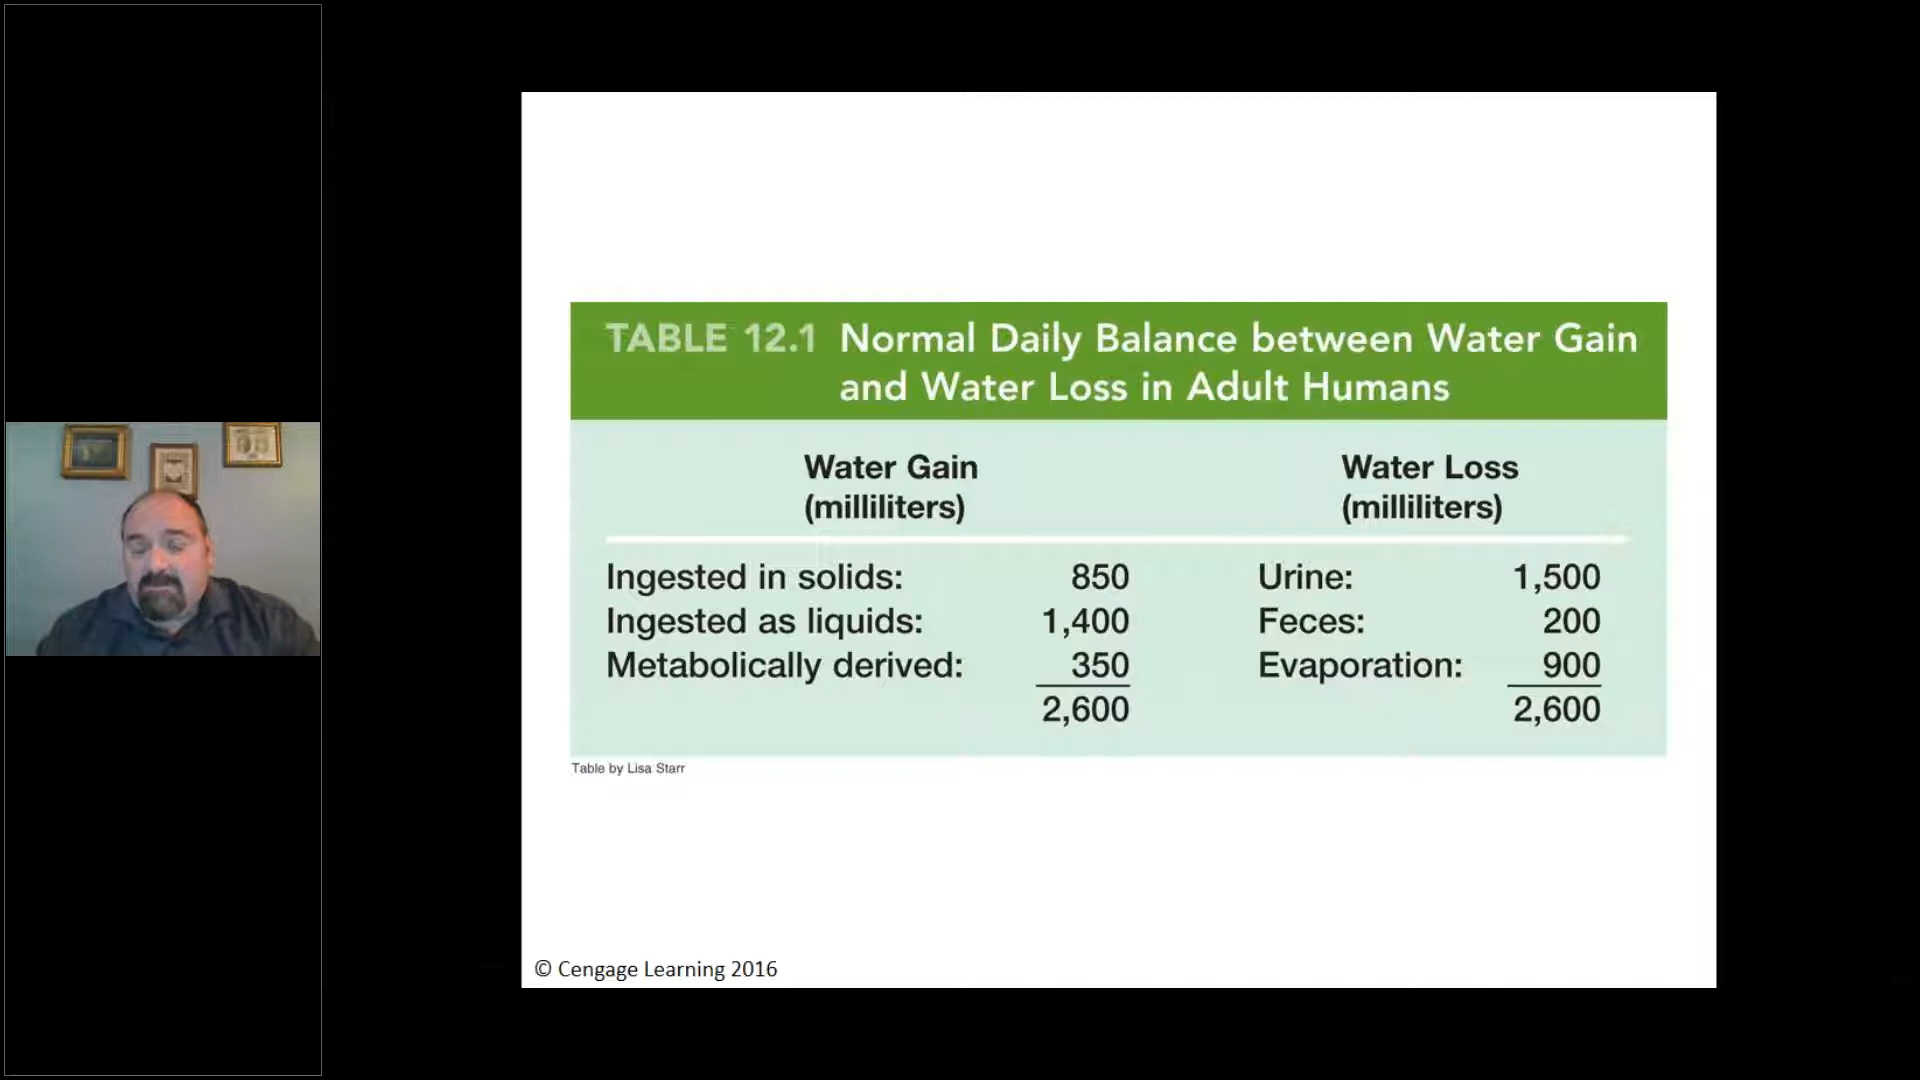 TABLE 12.1 Normal Daily Balance between Water Gain
and Water Loss in Adult Humans
Water Gain
(milliliters)
Water Loss
(milliliters)
Ingested in solids: 850 Urine: 1,500
Ingested as liquids: 1,400 Feces: 200
Metabolically derived: 350 Evaporation: 900
2,600 2,600
Table by Lisa Starr
© Cengage Learning 2016